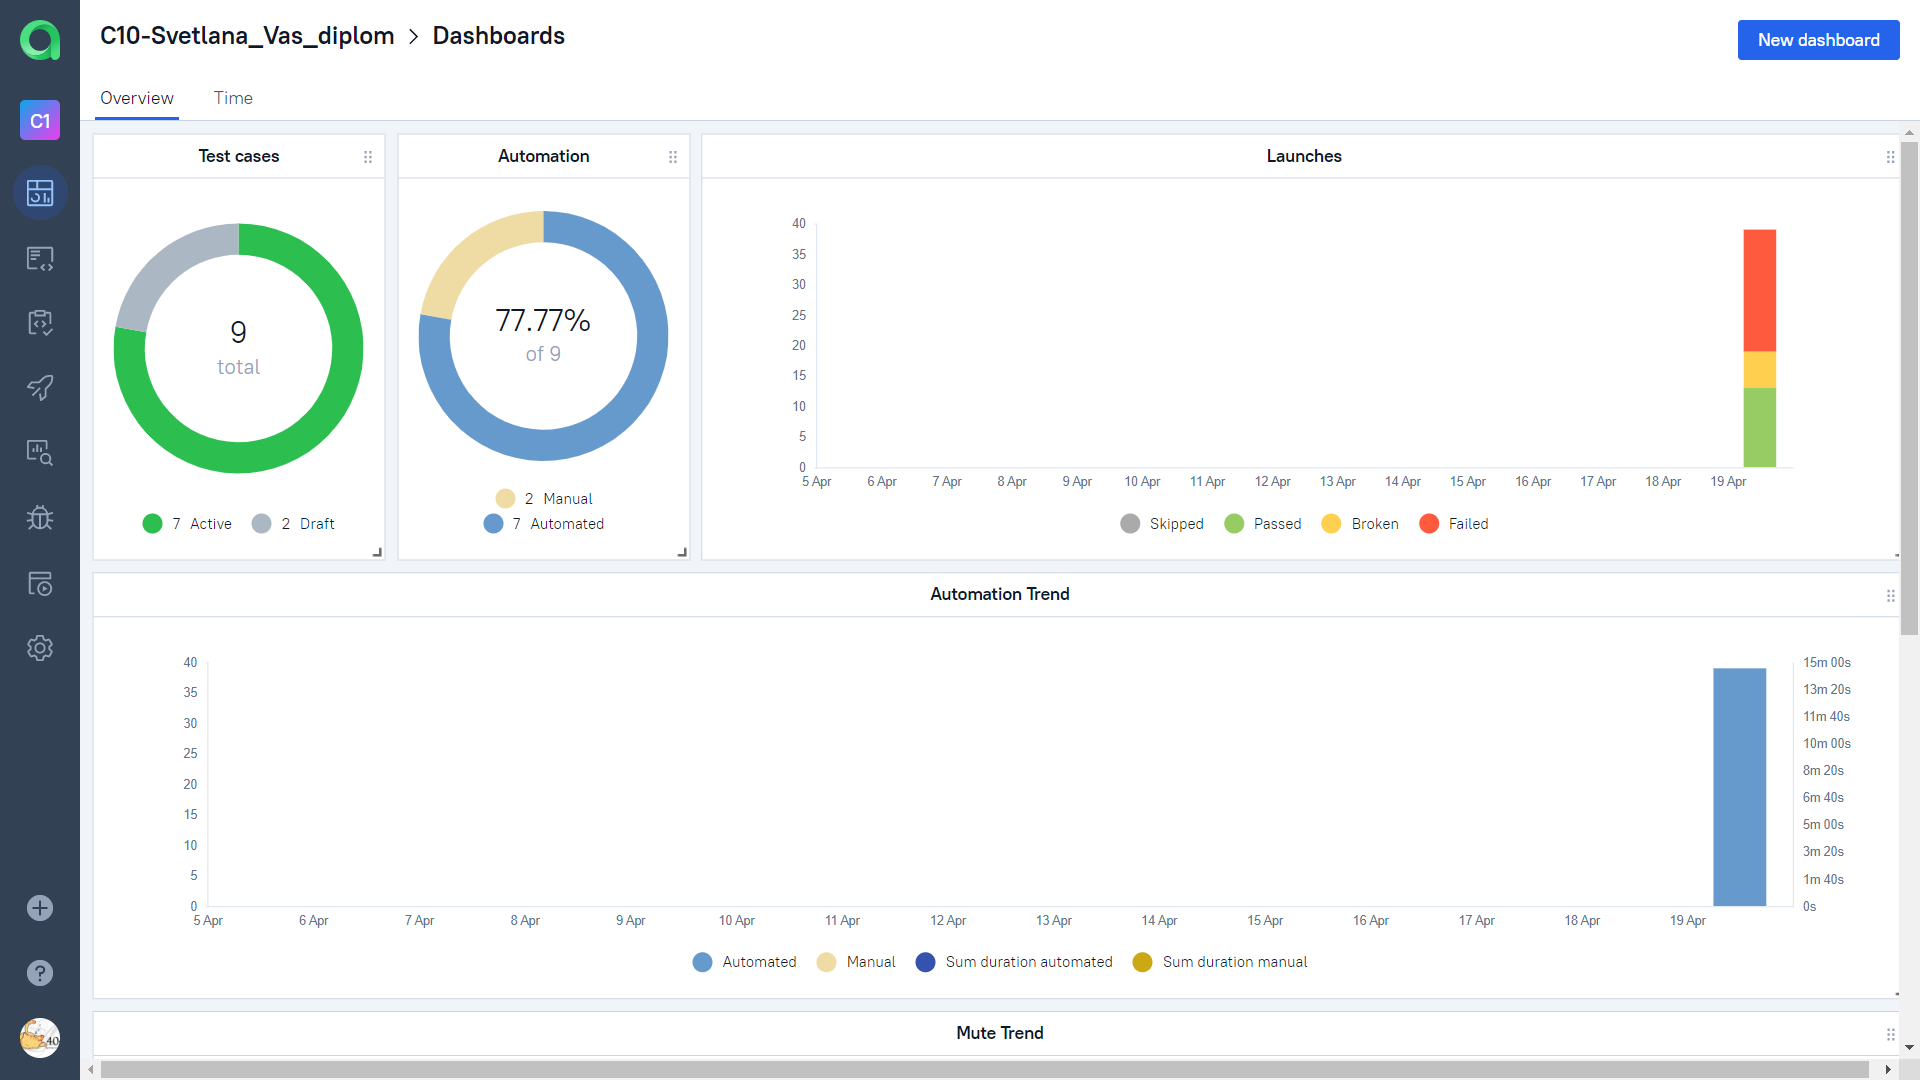 C10-Svetlana_Vas_diplom > Dashboards
New dashboard
C1
Overview
Time
Test cases
9
total
7 Active
2 Draft
Automation
77.77%
of 9
2 Manual
7 Automated
Launches
40
35
30
25
20
15
10
5
0
5 Apr 6 Apr 7 Apr 8 Apr 9 Apr 10 Apr 11 Apr 12 Apr 13 Apr 14 Apr 15 Apr 16 Apr 17 Apr 18 Apr 19 Apr
Skipped Passed Broken Failed
Automation Trend
40
35
30
25
20
15
10
5
0
15m 00s
13m 20s
11m 40s
10m 00s
8m 20s
6m 40s
5m 00s
3m 20s
1m 40s
0s
5 Apr 6 Apr 7 Apr 8 Apr 9 Apr 10 Apr 11 Apr 12 Apr 13 Apr 14 Apr 15 Apr 16 Apr 17 Apr 18 Apr 19 Apr
Automated Manual Sum duration automated Sum duration manual
Mute Trend
40